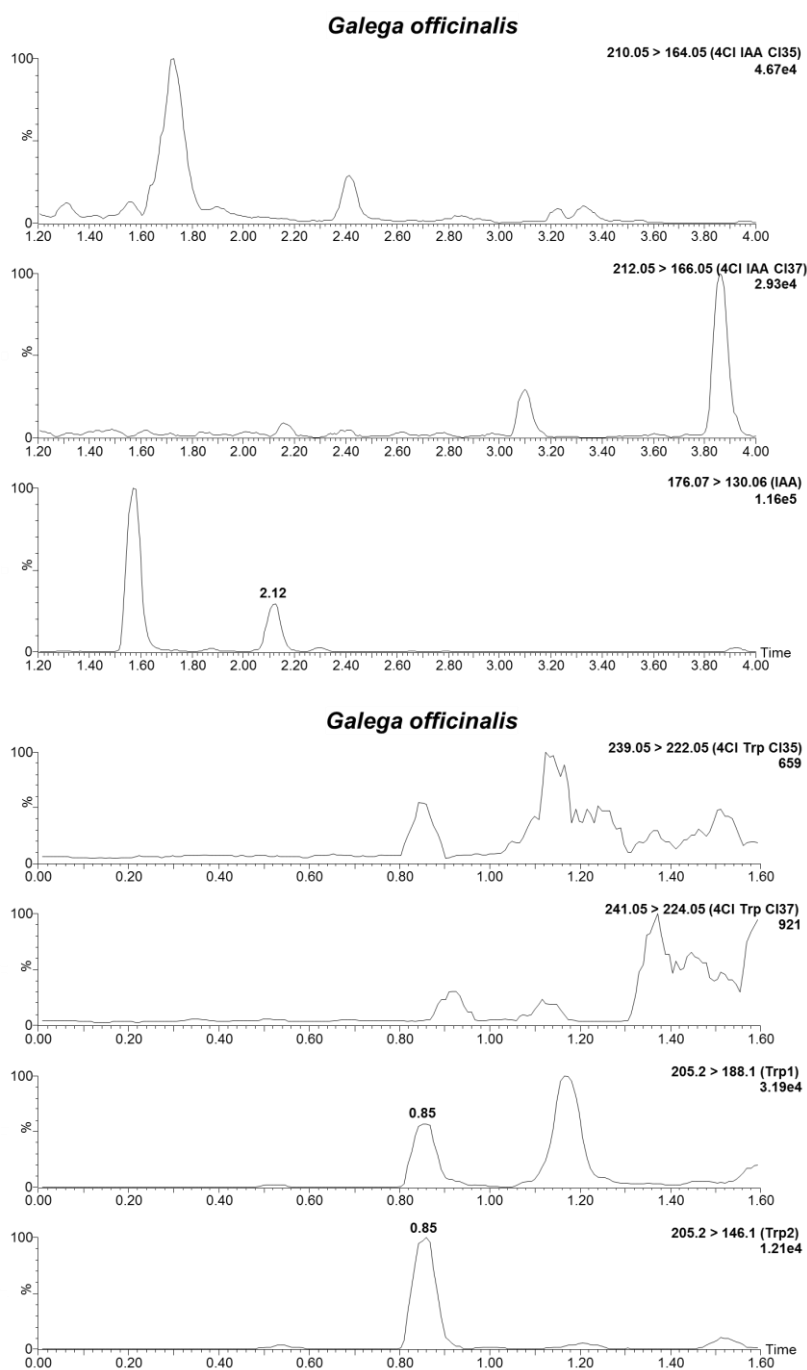 Galega officinalis
210.05 > 164.05 (4Cl IAA Cl35)
4.67e4
100
%
0
1.20 1.40 1.60 1.80 2.00 2.20 2.40 2.60 2.80 3.00 3.20 3.40 3.60 3.80 4.00
212.05 > 166.05 (4Cl IAA Cl37)
2.93e4
100
%
0
1.20 1.40 1.60 1.80 2.00 2.20 2.40 2.60 2.80 3.00 3.20 3.40 3.60 3.80 4.00
176.07 > 130.06 (IAA)
1.16e5
100
%
2.12
0
Time
1.20 1.40 1.60 1.80 2.00 2.20 2.40 2.60 2.80 3.00 3.20 3.40 3.60 3.80 4.00
Galega officinalis
239.05 > 222.05 (4Cl Trp Cl35)
659
100
%
0
0.00 0.20 0.40 0.60 0.80 1.00 1.20 1.40 1.60
241.05 > 224.05 (4Cl Trp Cl37)
921
100
%
0
0.00 0.20 0.40 0.60 0.80 1.00 1.20 1.40 1.60
205.2 > 188.1 (Trp1)
3.19e4
100
0.85
%
0
0.00 0.20 0.40 0.60 0.80 1.00 1.20 1.40 1.60
0.85
205.2 > 146.1 (Trp2)
1.21e4
100
%
0
Time
0.00 0.20 0.40 0.60 0.80 1.00 1.20 1.40 1.60